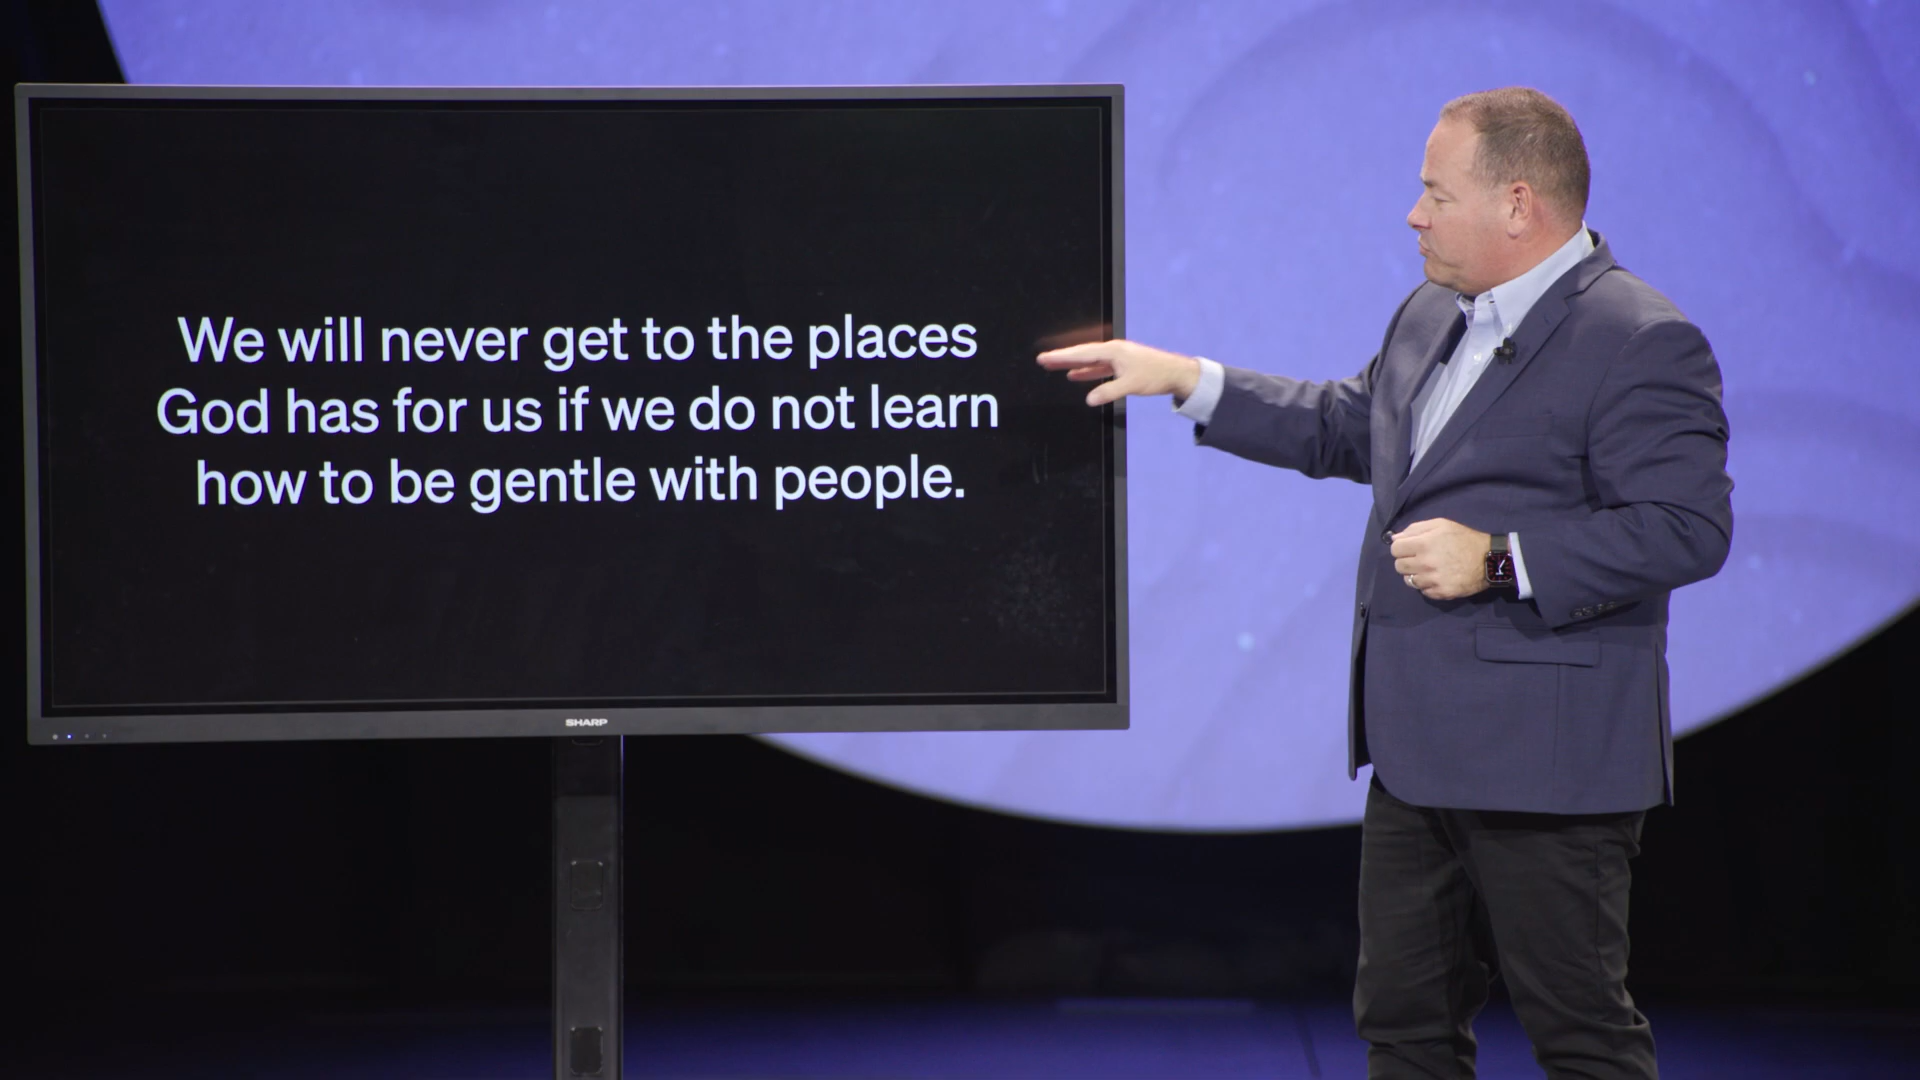 We will never get to the places
God has for us if we do not learn
how to be gentle with people.
SHARP